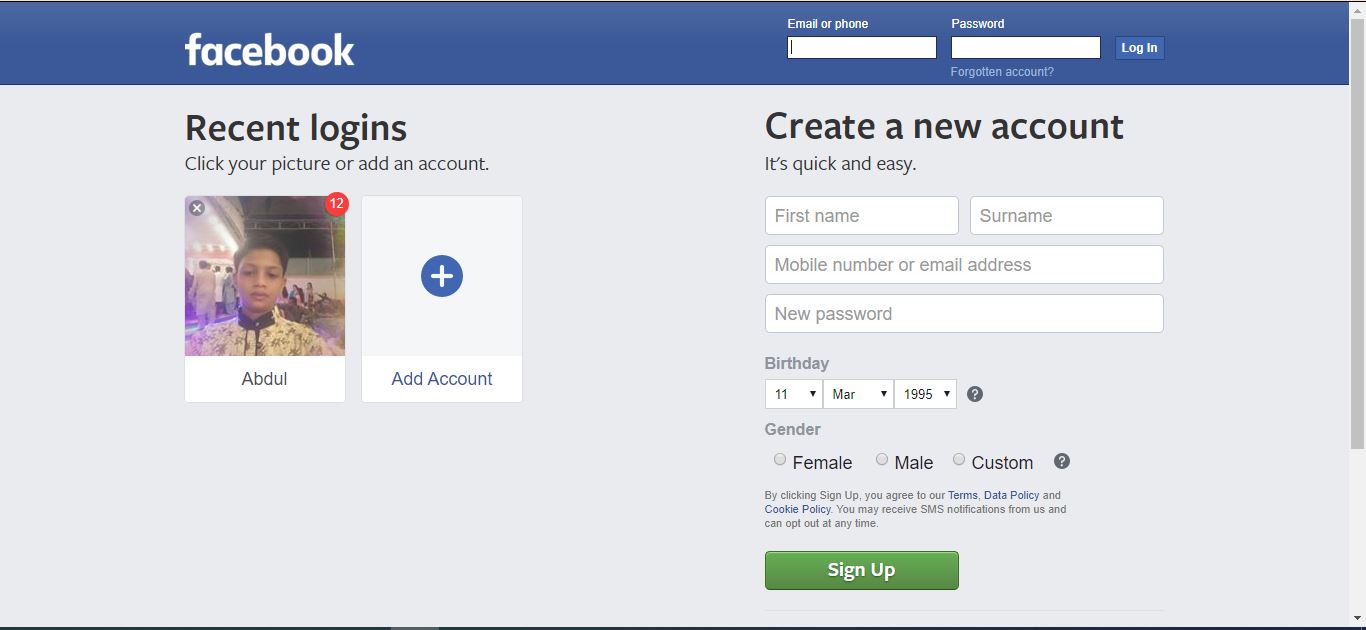 facebook
Email or phone
Password
Log In
Forgotten account?
Recent logins
Click your picture or add an account.
12
Abdul
Add Account
Create a new account
It's quick and easy.
First name
Surname
Mobile number or email address
New password
Birthday
11 Mar 1995
Gender
Female Male Custom
By clicking Sign Up, you agree to our Terms, Data Policy and
Cookie Policy. You may receive SMS notifications from us and
can opt out at any time.
Sign Up